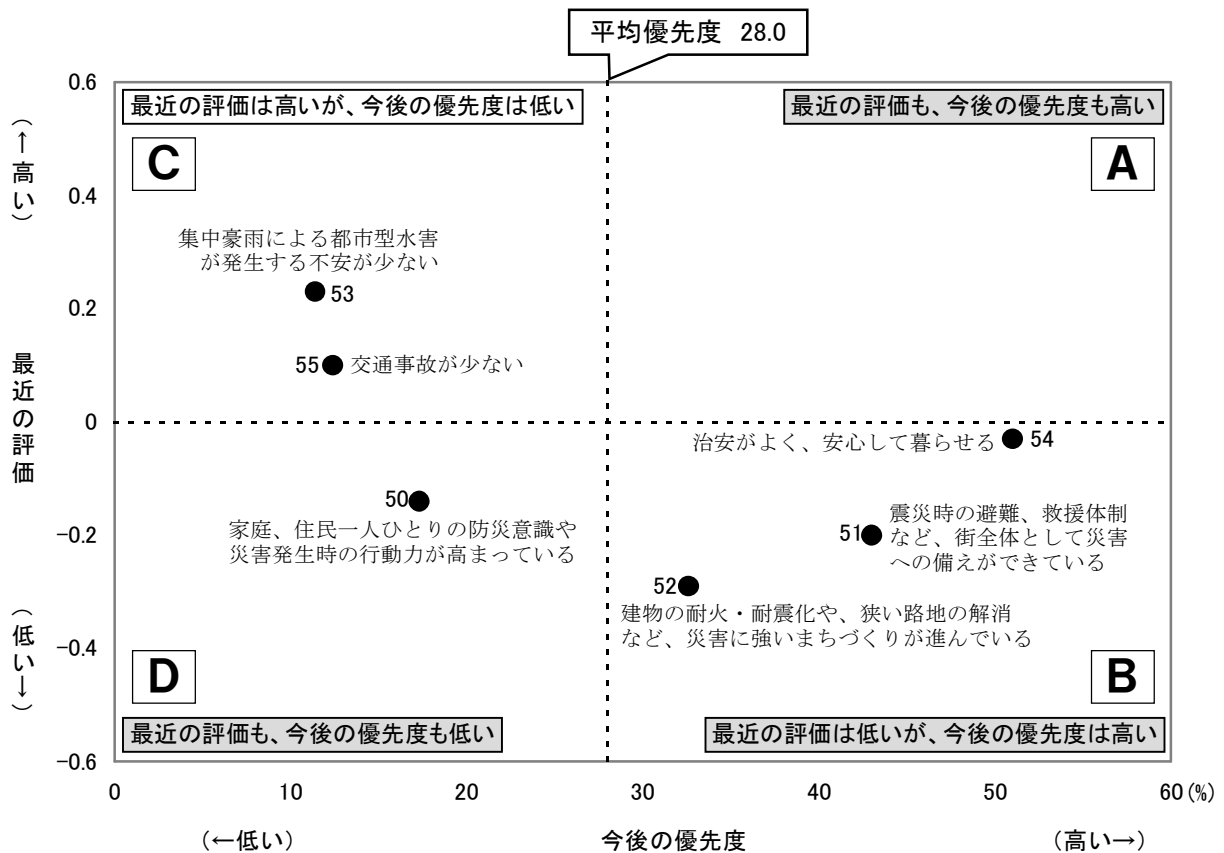 平均優先度 28.0
0.6
最近の評価は高いが、今後の優先度は低い
最近の評価も、今後の優先度も高い
C
A
(←高い)
0.4
集中豪雨による都市型水害
が発生する不安が少ない
53
0.2
55
交通事故が少ない
最近の評価
0
治安がよく、安心して暮らせる
54
50
家庭、住民一人ひとりの防災意識や
災害発生時の行動力が高まっている
-0.2
51
震災時の避難、救援体制
など、街全体として災害
への備えができている
52
建物の耐火・耐震化や、狭い路地の解消
など、災害に強いまちづくりが進んでいる
(低い→)
-0.4
D
B
最近の評価も、今後の優先度も低い
最近の評価は低いが、今後の優先度は高い
-0.6
0
10
20
30
40
50
60(%)
(←低い)
今後の優先度
(高い→)